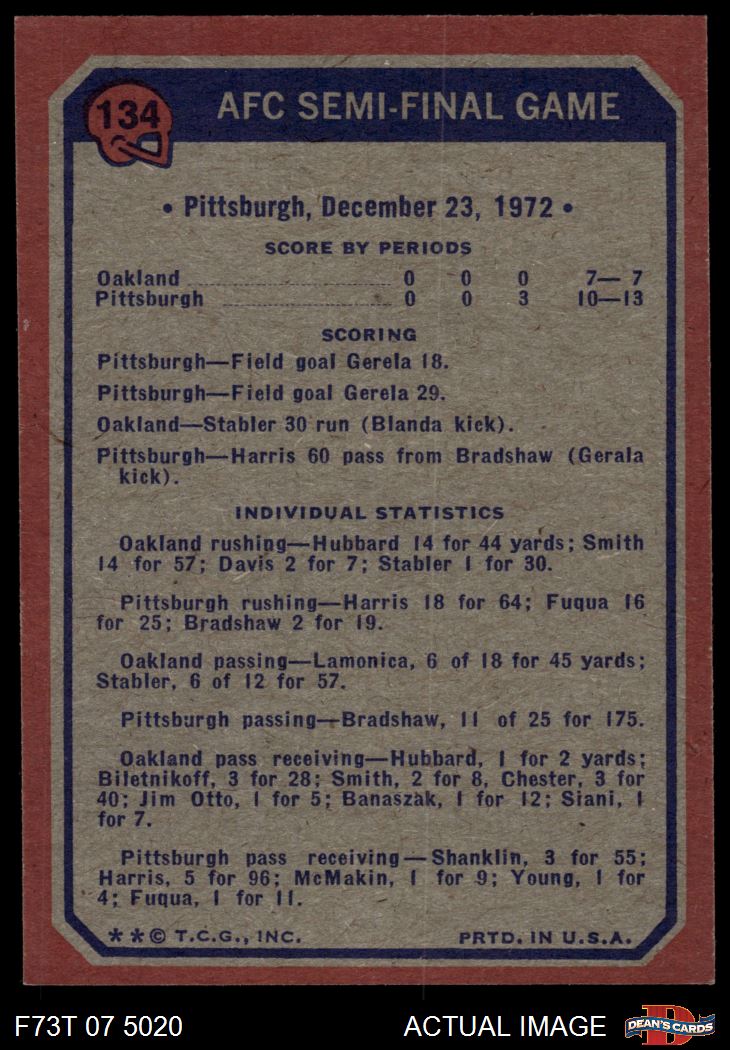 134
AFC SEMI-FINAL GAME
• Pittsburgh, December 23, 1972 •
SCORE BY PERIODS
Oakland 0 0 0 7— 7
Pittsburgh 0 0 3 10—13
SCORING
Pittsburgh—Field goal Gerela 18.
Pittsburgh—Field goal Gerela 29.
Oakland—Stabler 30 run (Blanda kick).
Pittsburgh—Harris 60 pass from Bradshaw (Gerala
kick).
INDIVIDUAL STATISTICS
Oakland rushing—Hubbard 14 for 44 yards; Smith
14 for 57; Davis 2 for 7; Stabler 1 for 30.
Pittsburgh rushing—Harris 18 for 64; Fuqua 16
for 25; Bradshaw 2 for 19.
Oakland passing—Lamonica, 6 of 18 for 45 yards;
Stabler, 6 of 12 for 57.
Pittsburgh passing—Bradshaw, 11 of 25 for 175.
Oakland pass receiving—Hubbard, 1 for 2 yards;
Biletnikoff, 3 for 28; Smith, 2 for 8, Chester, 3 for
40; Jim Otto, 1 for 5; Banaszak, 1 for 12; Siani, 1
for 7.
Pittsburgh pass receiving—Shanklin, 3 for 55;
Harris, 5 for 96; McMakin, 1 for 9; Young, 1 for
4; Fuqua, 1 for 11.
**© T.C.G., INC. PRTD. IN U.S.A.
F73T 07 5020 ACTUAL IMAGE D DEAN'S CARDS